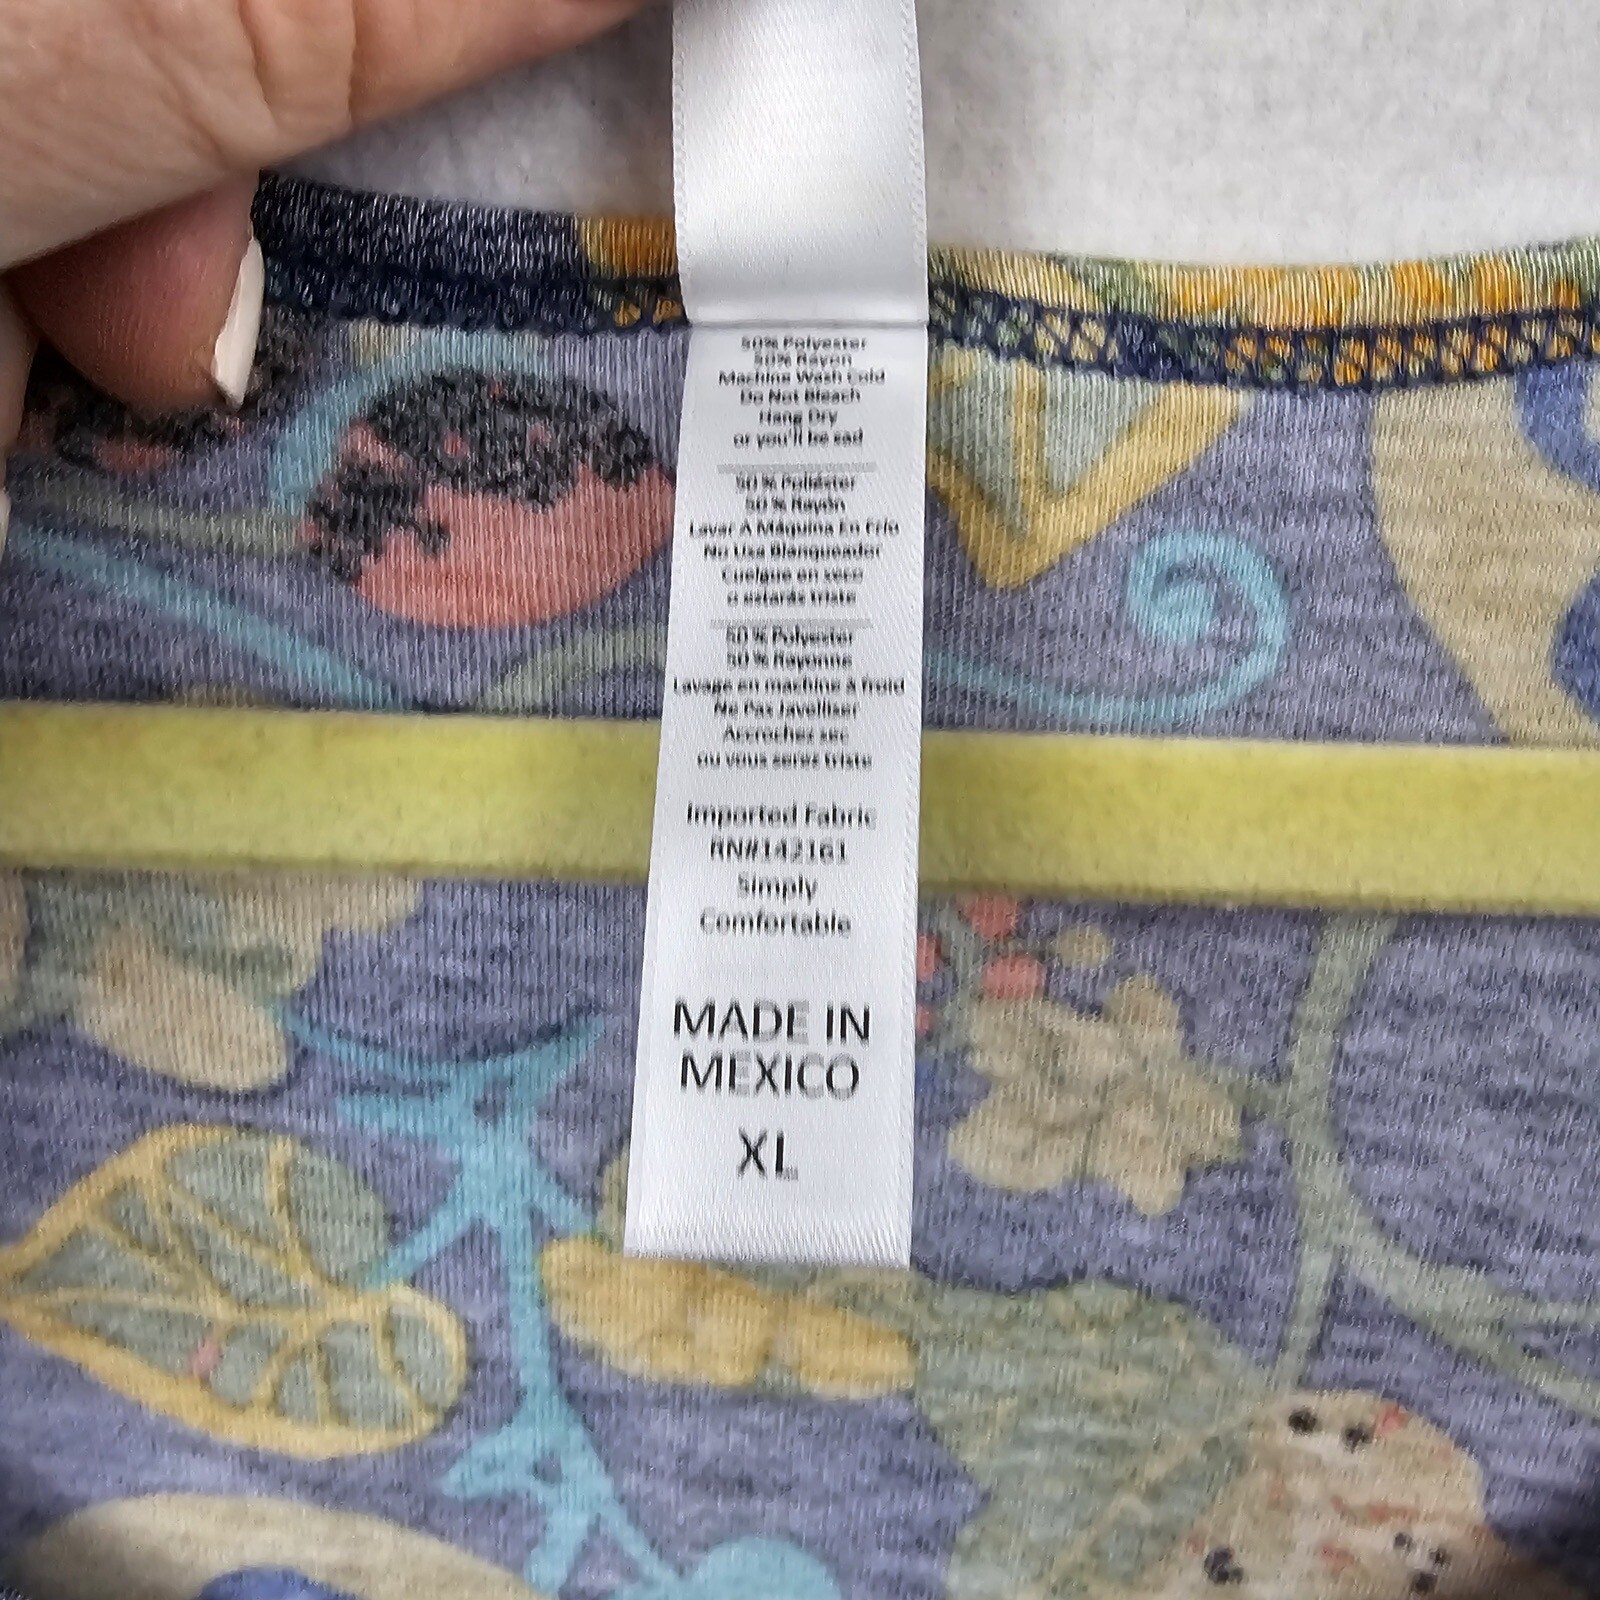 50% Polyester
50% Rayon
Machine Wash Cold
Do Not Bleach
Hang Dry
or you'll be sad
50 % Poliéster
50 % Rayón
Lavar A Máquina En Frío
No Usa Blanqueador
Cuelgue en seco
o estarás triste
50 % Polyester
50 % Rayonne
Lavage en machine à froid
Ne Pas Javelliser
Accrochez sec
ou vous serez triste
Imported Fabric
RN#142161
Simply
Comfortable
MADE IN
MEXICO
XL